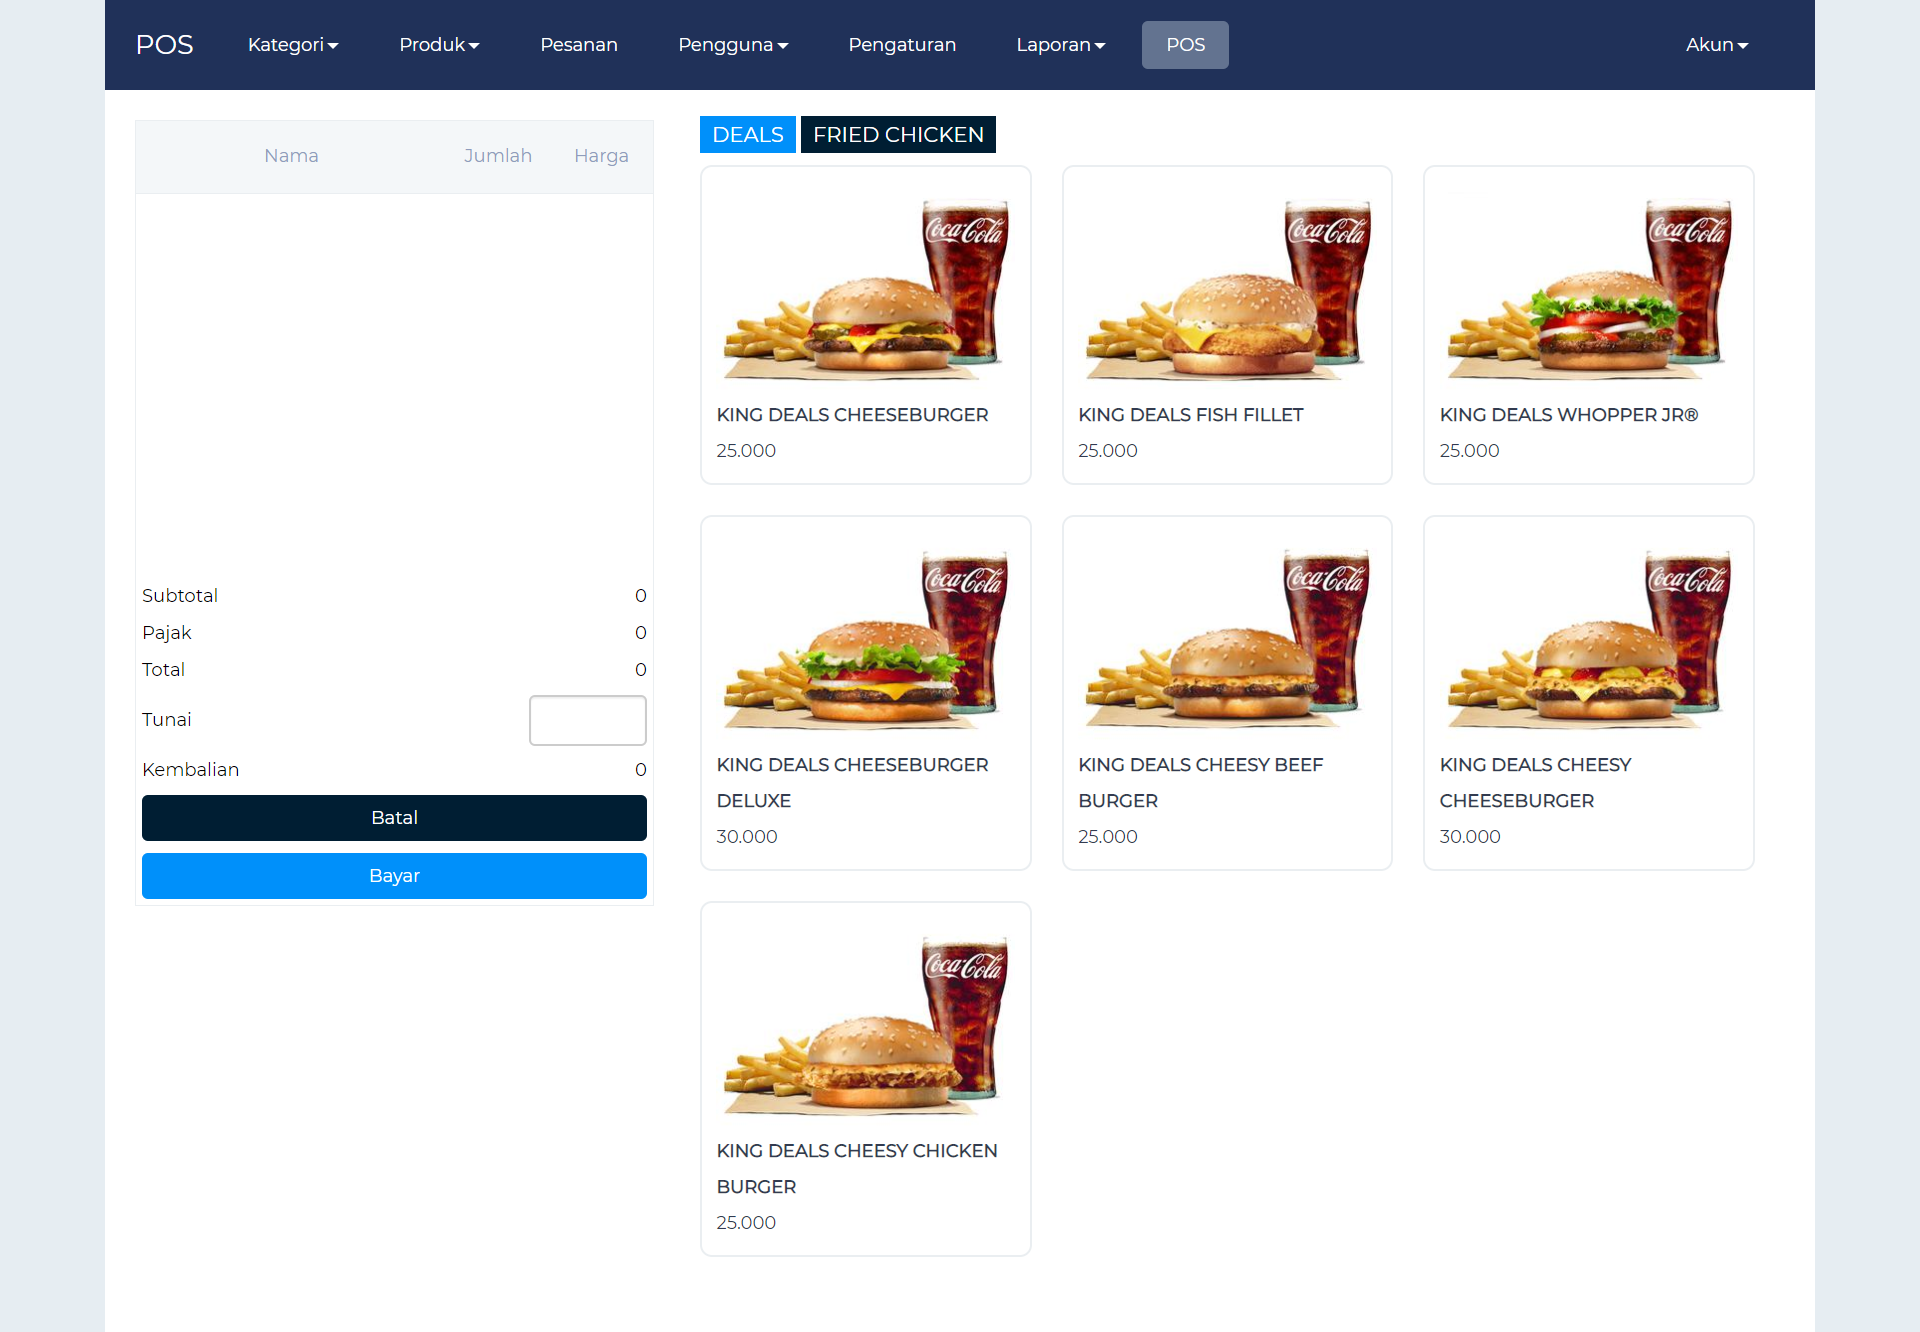 POS Kategori Produk Pesanan Pengguna Pengaturan Laporan POS Akun
Nama Jumlah Harga
Subtotal 0
Pajak 0
Total 0
Tunai
Kembalian 0
Batal
Bayar
DEALS FRIED CHICKEN
Coca-Cola
KING DEALS CHEESEBURGER
25.000
Coca-Cola
KING DEALS FISH FILLET
25.000
Coca-Cola
KING DEALS WHOPPER JR®
25.000
Coca-Cola
KING DEALS CHEESEBURGER
DELUXE
30.000
Coca-Cola
KING DEALS CHEESY BEEF
BURGER
25.000
Coca-Cola
KING DEALS CHEESY
CHEESEBURGER
30.000
Coca-Cola
KING DEALS CHEESY CHICKEN
BURGER
25.000